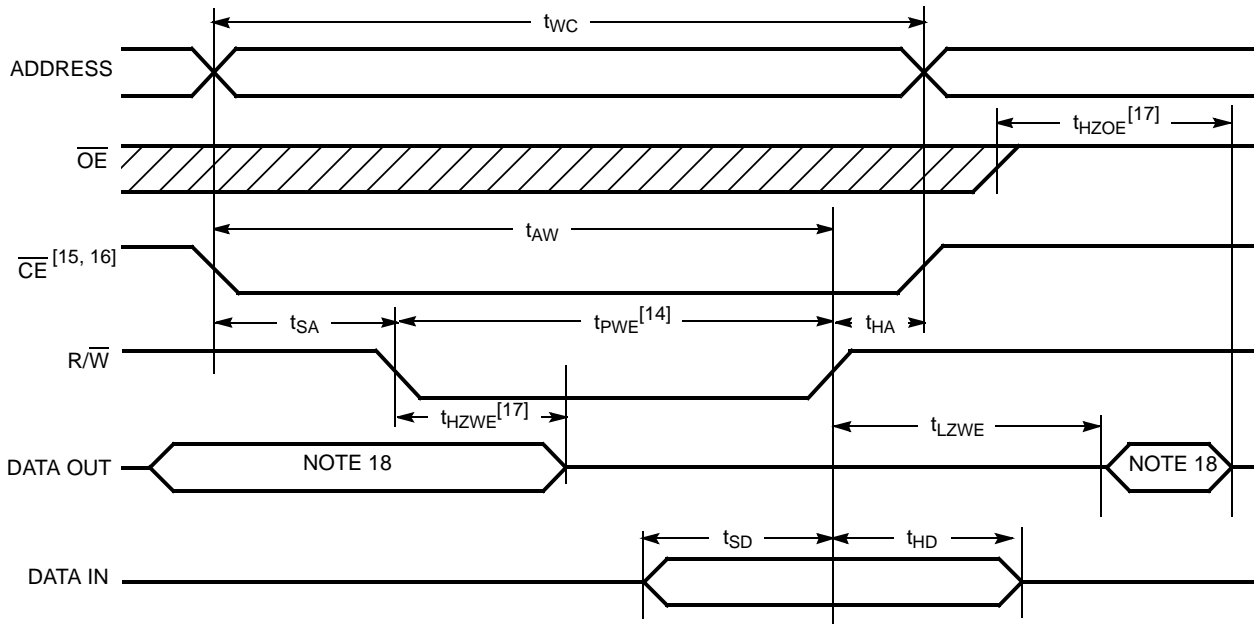 tWC
ADDRESS
tHZOE[17]
OE
tAW
CE [15, 16]
tSA
tPWE[14]
tHA
R/W
tHZWE[17]
tLZWE
DATA OUT
NOTE 18
NOTE 18
tSD
tHD
DATA IN